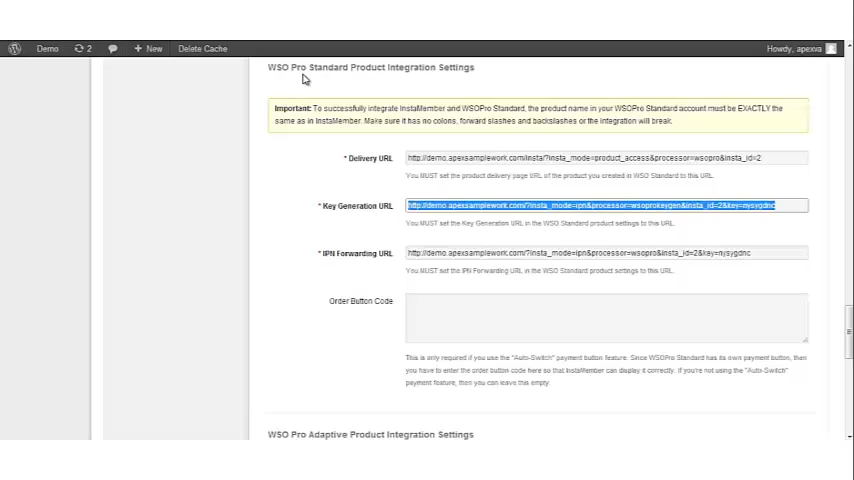 Demo 2 + New Delete Cache Howdy, apexva
WSO Pro Standard Product Integration Settings
Important: To successfully integrate InstaMember and WSOPro Standard, the product name in your WSOPro Standard account must be EXACTLY the
same as in InstaMember. Make sure it has no colons, forward slashes and backslashes or the integration will break.
* Delivery URL http://demo.apexsamplework.com/insta/?insta_mode=product_access&processor=wsopro&insta_id=2
You MUST set the product delivery page URL of the product you created in WSO Standard to this URL.
* Key Generation URL http://demo.apexsamplework.com/?insta_mode=ipn&processor=wsoprokeygen&insta_id=2&key=nysygdnc
You MUST set the Key Generation URL in the WSO Standard product settings to this URL.
* IPN Forwarding URL http://demo.apexsamplework.com/?insta_mode=ipn&processor=wsopro&insta_id=2&key=nysygdnc
You MUST set the IPN Forwarding URL in the WSO Standard product settings to this URL.
Order Button Code
This is only required if you use the "Auto-Switch" payment button feature. Since WSOPro Standard has its own payment button, then
you have to enter the order button code here so that InstaMember can display it correctly. If you're not using the "Auto-Switch"
payment feature, then you can leave this empty.
WSO Pro Adaptive Product Integration Settings